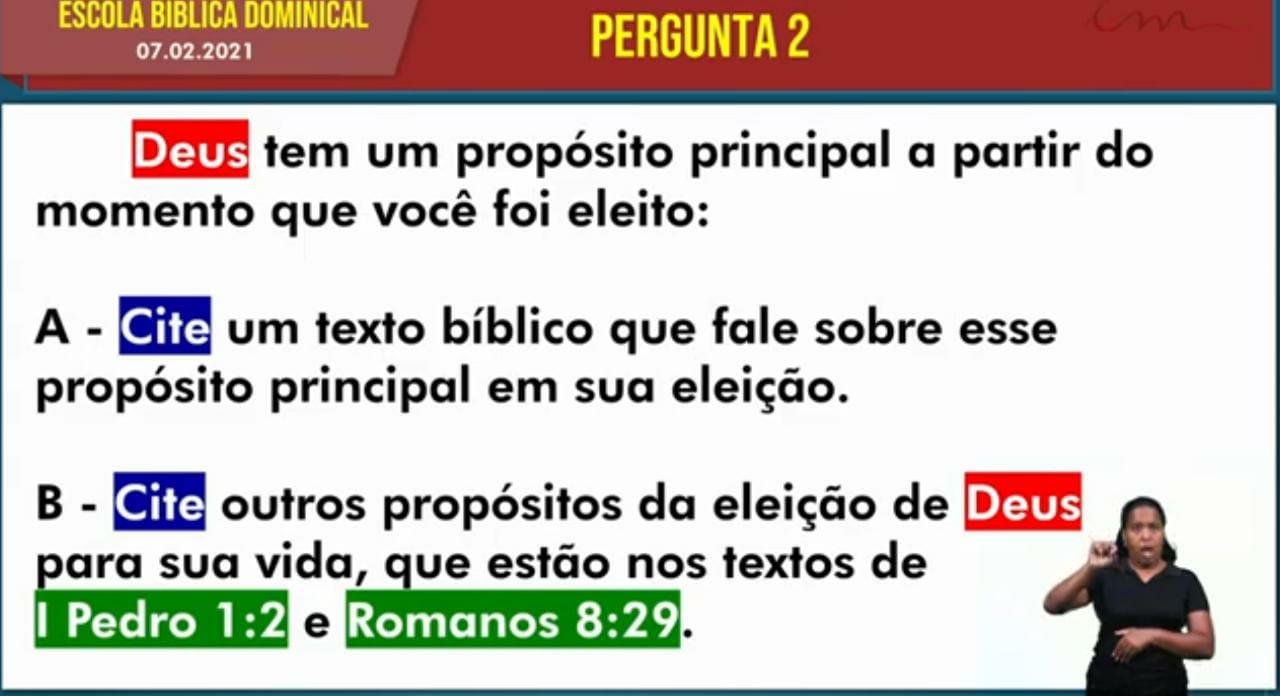 ESCOLA BÍBLICA DOMINICAL
07.02.2021
PERGUNTA 2
Deus tem um propósito principal a partir do
momento que você foi eleito:
A - Cite um texto bíblico que fale sobre esse
propósito principal em sua eleição.
B - Cite outros propósitos da eleição de Deus
para sua vida, que estão nos textos de
I Pedro 1:2 e Romanos 8:29.